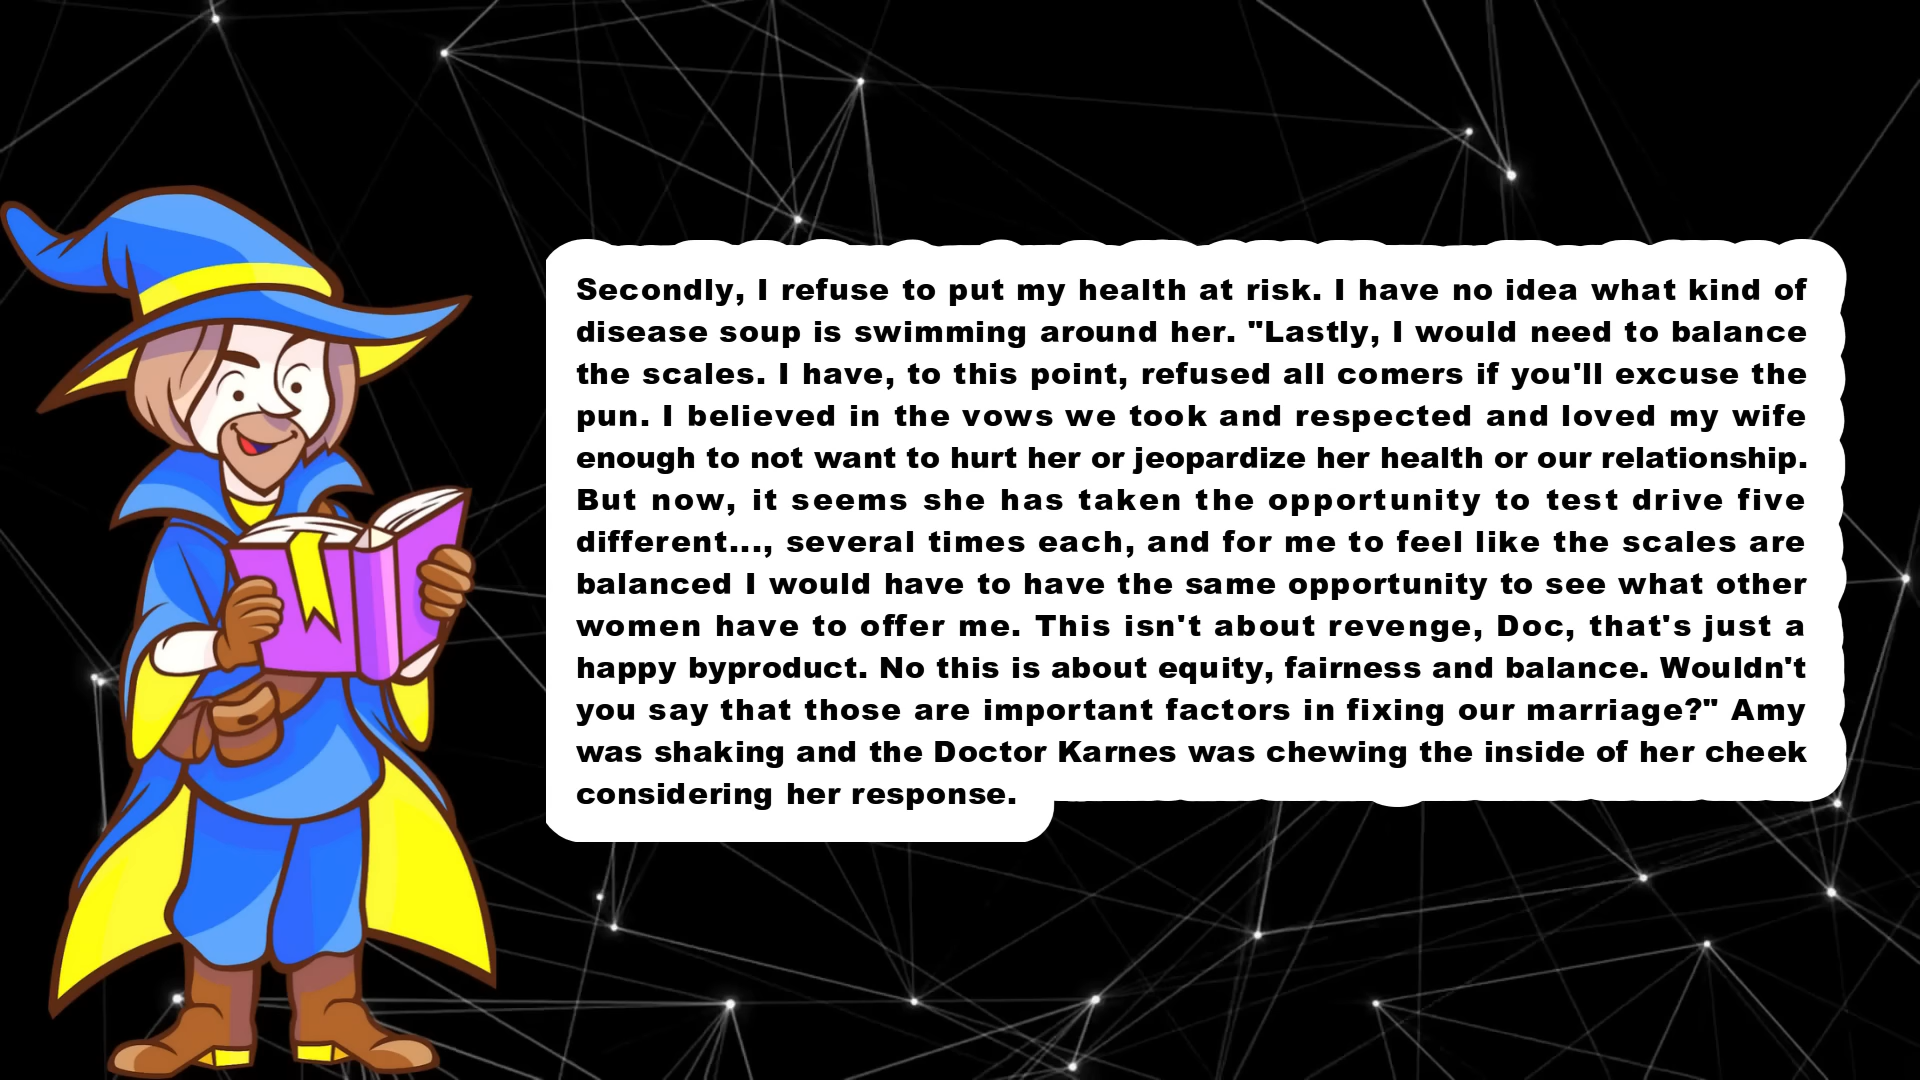 Secondly, I refuse to put my health at risk. I have no idea what kind of
disease soup is swimming around her. "Lastly, I would need to balance
the scales. I have, to this point, refused all comers if you'll excuse the
pun. I believed in the vows we took and respected and loved my wife
enough to not want to hurt her or jeopardize her health or our relationship.
But now, it seems she has taken the opportunity to test drive five
different..., several times each, and for me to feel like the scales are
balanced I would have to have the same opportunity to see what other
women have to offer me. This isn't about revenge, Doc, that's just a
happy byproduct. No this is about equity, fairness and balance. Wouldn't
you say that those are important factors in fixing our marriage?" Amy
was shaking and the Doctor Karnes was chewing the inside of her cheek
considering her response.